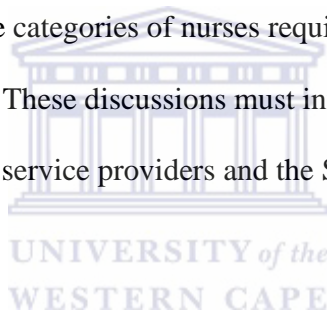 e categories of nurses requi
These discussions must in
service providers and the S
UNIVERSITY of the
WESTERN CAPE